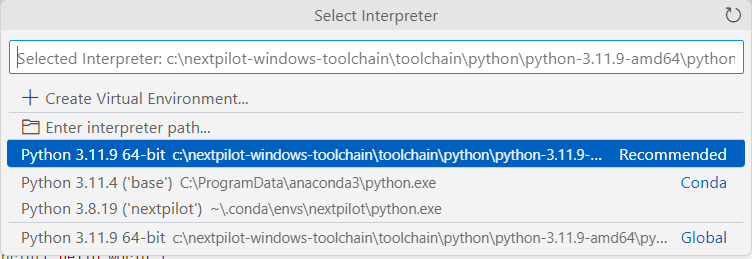 Select Interpreter
Selected Interpreter: c:\nextpilot-windows-toolchain\toolchain\python\python-3.11.9-amd64\python
+ Create Virtual Environment...
Enter interpreter path...
Python 3.11.9 64-bit c:\nextpilot-windows-toolchain\toolchain\python\python-3.11.9-... Recommended
Python 3.11.4 ('base') C:\ProgramData\anaconda3\python.exe Conda
Python 3.8.19 ('nextpilot') ~\.conda\envs\nextpilot\python.exe
Python 3.11.9 64-bit c:\nextpilot-windows-toolchain\toolchain\python\python-3.11.9-amd64\py... Global